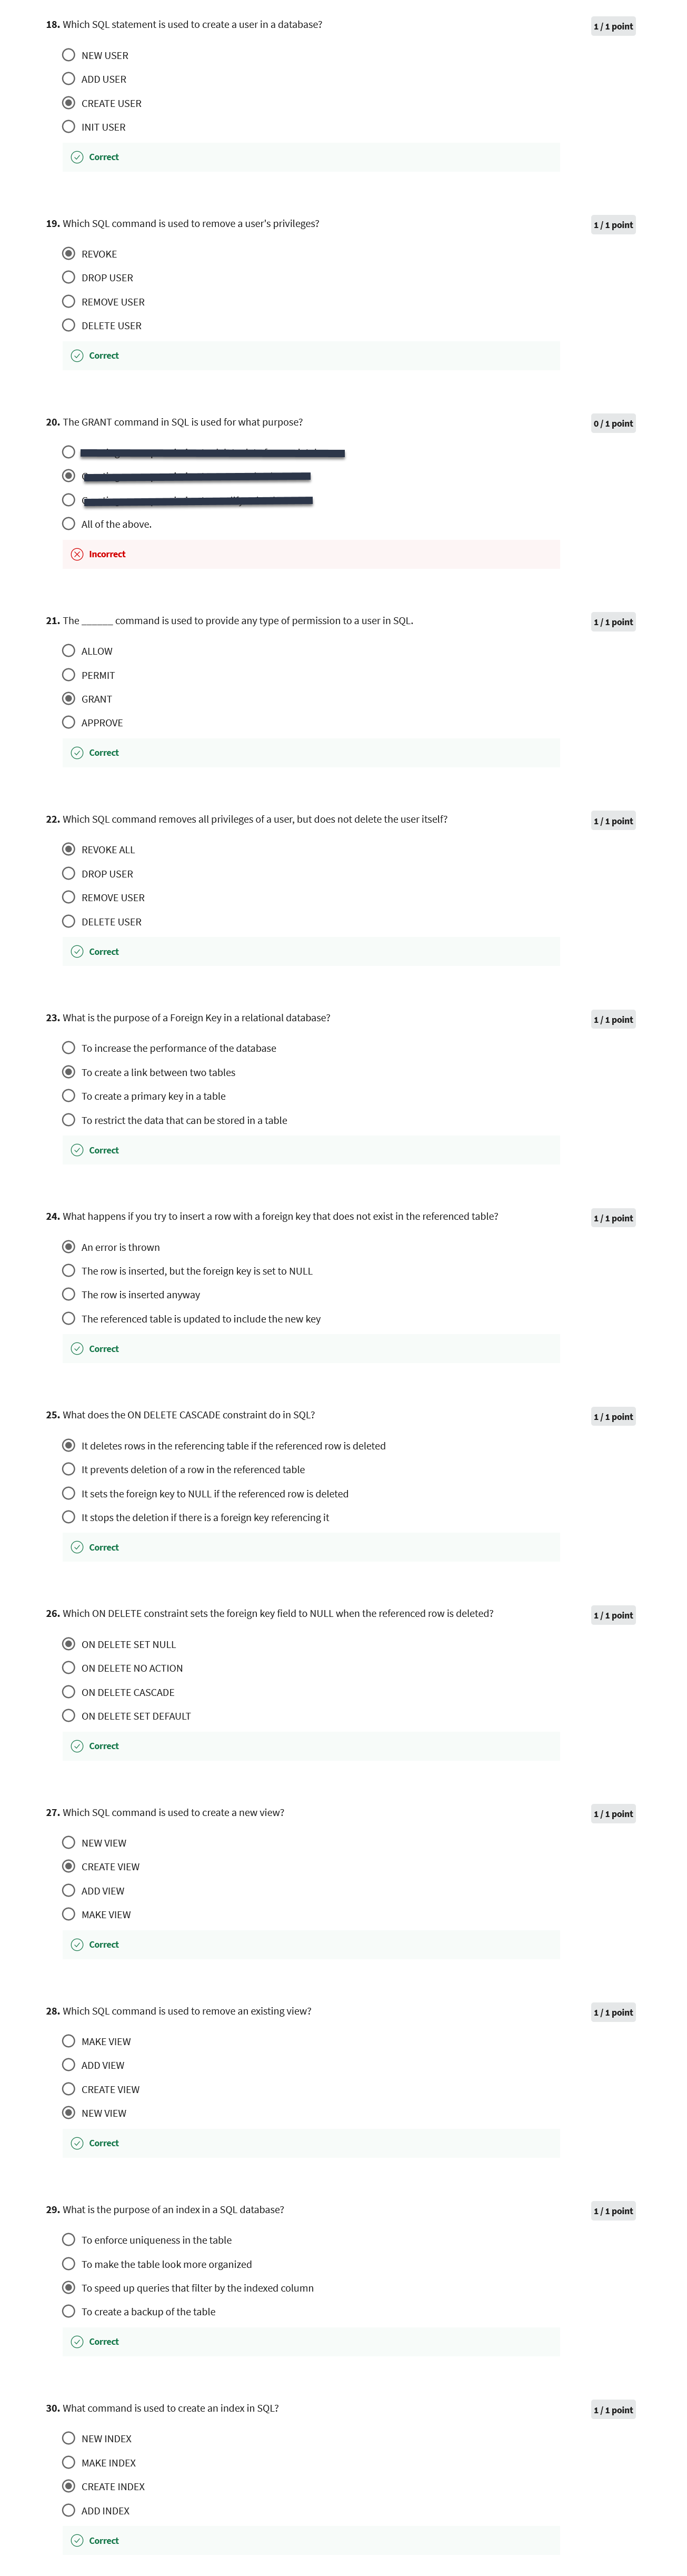 18. Which SQL statement is used to create a user in a database?
1 / 1 point
NEW USER
ADD USER
CREATE USER
INIT USER
Correct
19. Which SQL command is used to remove a user's privileges?
1 / 1 point
REVOKE
DROP USER
REMOVE USER
DELETE USER
Correct
20. The GRANT command in SQL is used for what purpose?
0 / 1 point
All of the above.
Incorrect
21. The ______ command is used to provide any type of permission to a user in SQL.
1 / 1 point
ALLOW
PERMIT
GRANT
APPROVE
Correct
22. Which SQL command removes all privileges of a user, but does not delete the user itself?
1 / 1 point
REVOKE ALL
DROP USER
REMOVE USER
DELETE USER
Correct
23. What is the purpose of a Foreign Key in a relational database?
1 / 1 point
To increase the performance of the database
To create a link between two tables
To create a primary key in a table
To restrict the data that can be stored in a table
Correct
24. What happens if you try to insert a row with a foreign key that does not exist in the referenced table?
1 / 1 point
An error is thrown
The row is inserted, but the foreign key is set to NULL
The row is inserted anyway
The referenced table is updated to include the new key
Correct
25. What does the ON DELETE CASCADE constraint do in SQL?
1 / 1 point
It deletes rows in the referencing table if the referenced row is deleted
It prevents deletion of a row in the referenced table
It sets the foreign key to NULL if the referenced row is deleted
It stops the deletion if there is a foreign key referencing it
Correct
26. Which ON DELETE constraint sets the foreign key field to NULL when the referenced row is deleted?
1 / 1 point
ON DELETE SET NULL
ON DELETE NO ACTION
ON DELETE CASCADE
ON DELETE SET DEFAULT
Correct
27. Which SQL command is used to create a new view?
1 / 1 point
NEW VIEW
CREATE VIEW
ADD VIEW
MAKE VIEW
Correct
28. Which SQL command is used to remove an existing view?
1 / 1 point
MAKE VIEW
ADD VIEW
CREATE VIEW
NEW VIEW
Correct
29. What is the purpose of an index in a SQL database?
1 / 1 point
To enforce uniqueness in the table
To make the table look more organized
To speed up queries that filter by the indexed column
To create a backup of the table
Correct
30. What command is used to create an index in SQL?
1 / 1 point
NEW INDEX
MAKE INDEX
CREATE INDEX
ADD INDEX
Correct